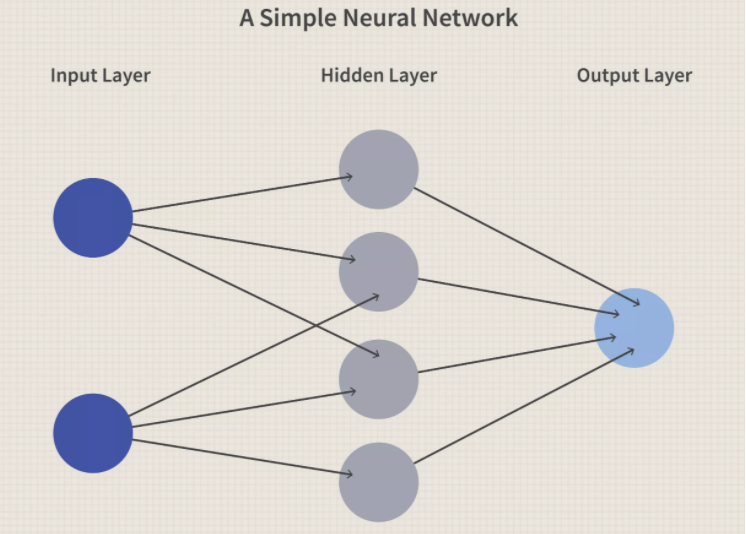 A Simple Neural Network
Input Layer
Hidden Layer
Output Layer